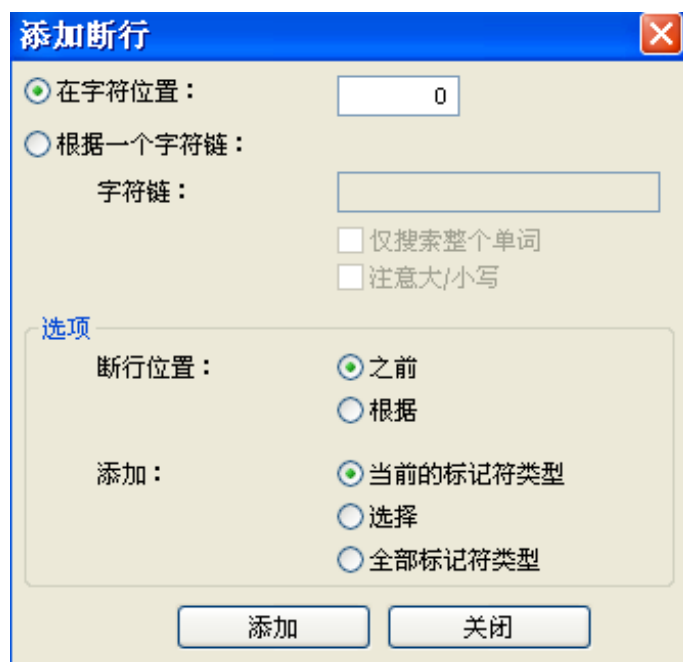 添加断行
在字符位置：
0
根据一个字符链：
字符链：
仅搜索整个单词
注意大/小写
选项
断行位置：
之前
根据
添加：
当前的标记符类型
选择
全部标记符类型
添加
关闭